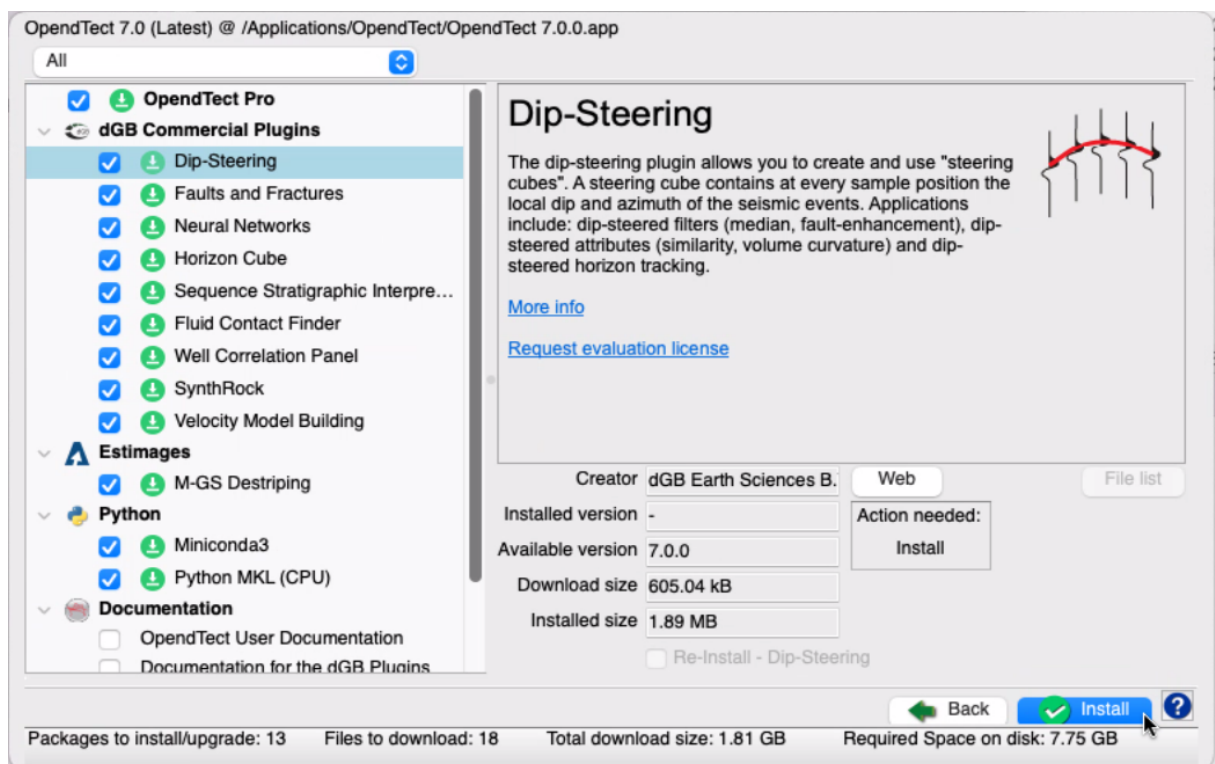 OpendTect 7.0 (Latest) @ /Applications/OpendTect/OpendTect 7.0.0.app
All
OpendTect Pro
dGB Commercial Plugins
Dip-Steering
Faults and Fractures
Neural Networks
Horizon Cube
Sequence Stratigraphic Interpre...
Fluid Contact Finder
Well Correlation Panel
SynthRock
Velocity Model Building
Estimages
M-GS Destriping
Python
Miniconda3
Python MKL (CPU)
Documentation
OpendTect User Documentation
Documentation for the dGB Plugins
Dip-Steering
The dip-steering plugin allows you to create and use "steering
cubes". A steering cube contains at every sample position the
local dip and azimuth of the seismic events. Applications
include: dip-steered filters (median, fault-enhancement), dip-
steered attributes (similarity, volume curvature) and dip-
steered horizon tracking.
More info
Request evaluation license
Creator dGB Earth Sciences B. Web File list
Installed version - Action needed:
Available version 7.0.0 Install
Download size 605.04 kB
Installed size 1.89 MB
Re-Install - Dip-Steering
Back Install ?
Packages to install/upgrade: 13 Files to download: 18 Total download size: 1.81 GB Required Space on disk: 7.75 GB